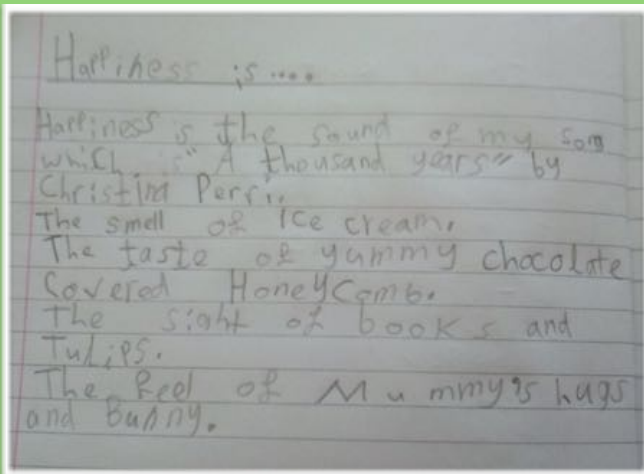 Happiness is....
Happiness is the sound of my song
which is "A thousand years" by
Christina Perri.
The smell of ice cream.
The taste of yummy chocolate
Covered HoneyComb.
The sight of books and
Tulips.
The feel of Mummy's hugs
and Bunny.